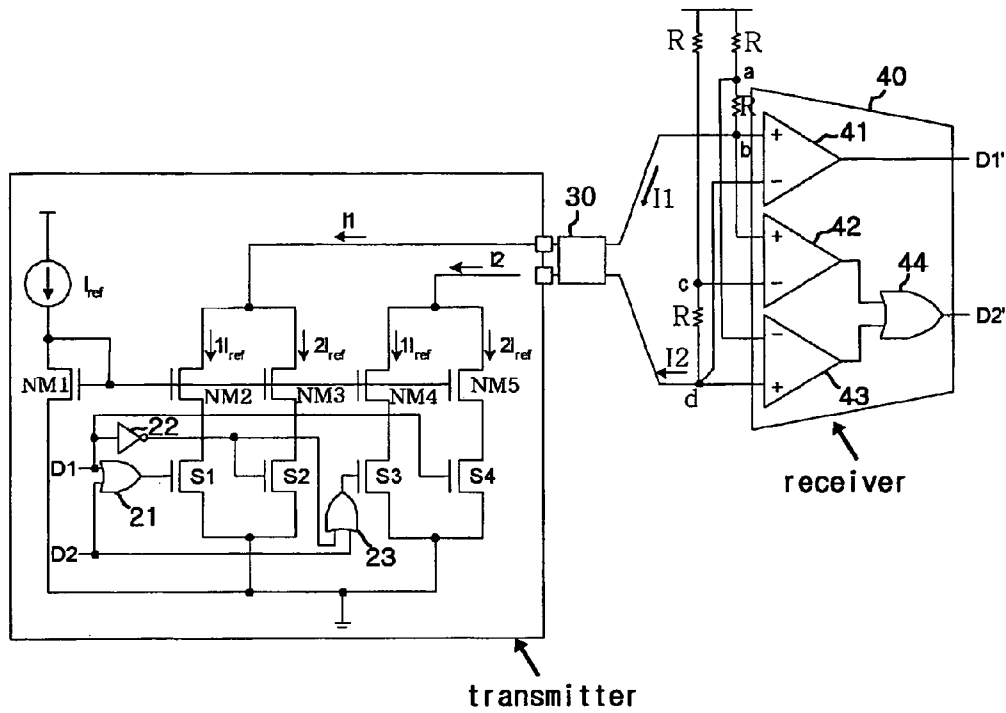 R
R
a
40
R
41
+
b
D1'
−
I1
30
42
+
44
I1
I2
c
−
D2'
Iref
R
−
1Iref
2Iref
1Iref
2Iref
I2
+
NM1
NM2
NM3
NM4
NM5
d
43
22
D1
S1
S2
S3
S4
receiver
21
D2
23
transmitter